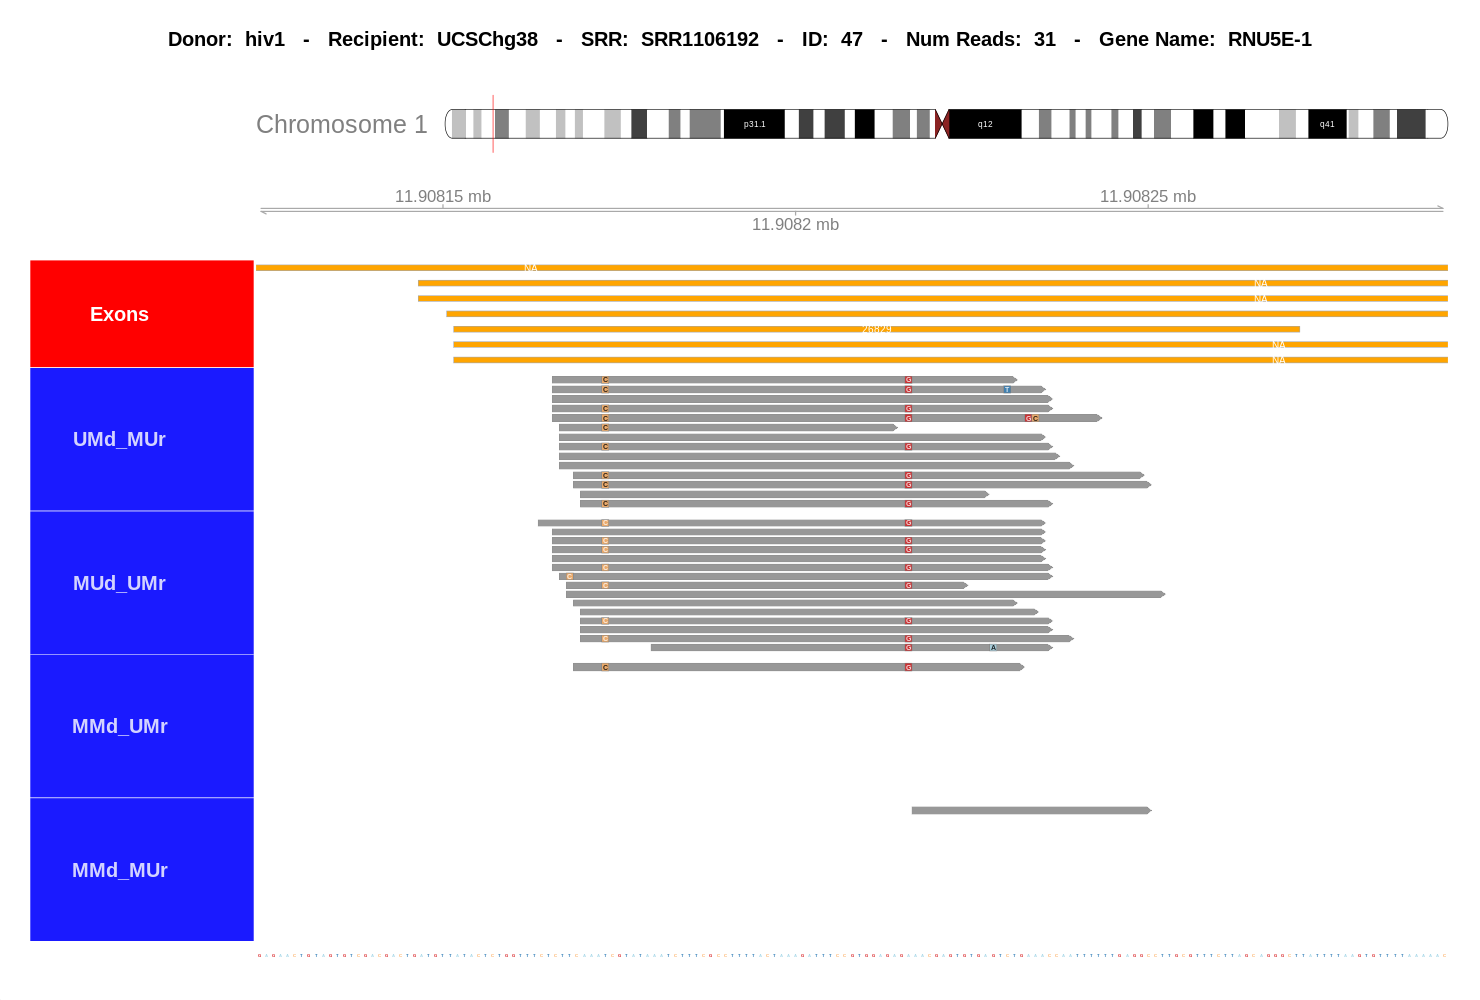 Donor: hiv1 - Recipient: UCSChg38 - SRR: SRR1106192 - ID: 47 - Num Reads: 31 - Gene Name: RNU5E-1
Chromosome 1
p31.1
q12
q41
11.90815 mb
11.90825 mb
11.9082 mb
Exons
NA
NA
NA
26829
NA
NA
UMd_MUr
C G
C G T
C G
C G G C
C
C G
C G
C G
C G
MUd_UMr
G
G
G
G
G
G
G
G A
MMd_UMr
C G
MMd_MUr